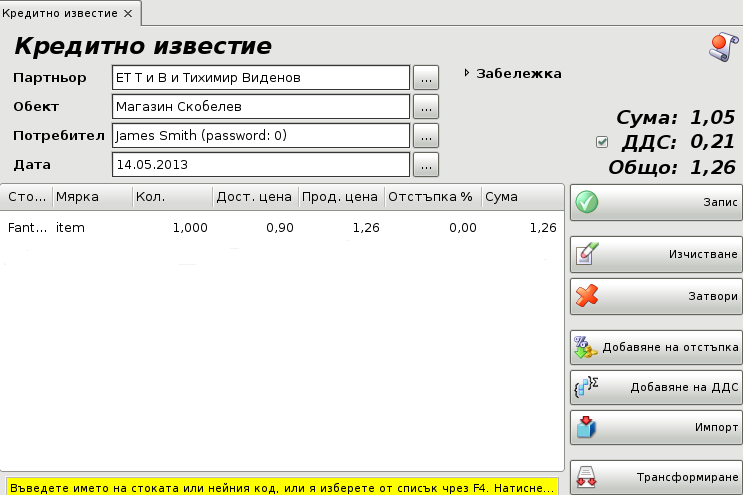 Кредитно известие
Кредитно известие
Партньор ЕТ Т и В и Тихимир Виденов ...
Забележка
Обект Магазин Скобелев ...
Потребител James Smith (password: 0) ...
Дата 14.05.2013 ...
Сума: 1,05
ДДС: 0,21
Общо: 1,26
Сто... Мярка Кол. Дост. цена Прод. цена Отстъпка % Сума
Fant... item 1,000 0,90 1,26 0,00 1,26
Запис
Изчистване
Затвори
Добавяне на отстъпка
Добавяне на ДДС
Импорт
Трансформиране
Въведете името на стоката или нейния код, или я изберете от списък чрез F4. Натисне...